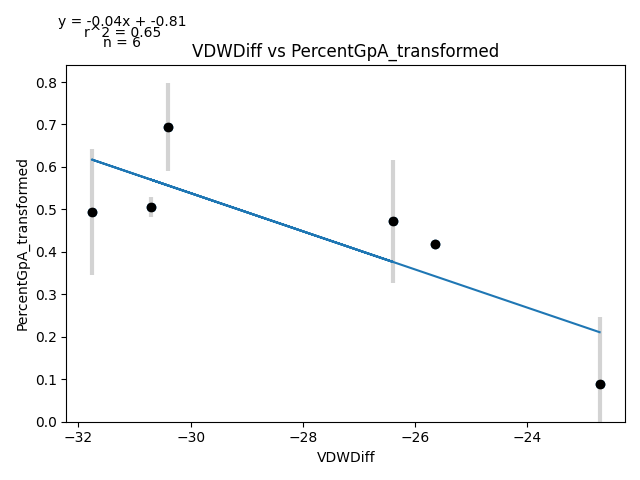 y = -0.04x + -0.81
r^2 = 0.65
n = 6
VDWDiff vs PercentGpA_transformed
PercentGpA_transformed
0.8
0.7
0.6
0.5
0.4
0.3
0.2
0.1
0.0
−32
−30
−28
−26
−24
VDWDiff